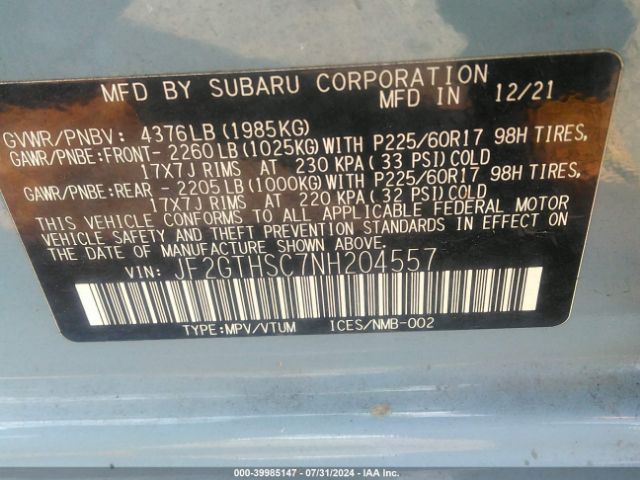 MFD BY SUBARU CORPORATION
MFD. IN 12/21
GVWR/PNBV: 4376LB(1985KG)
GAWR/PNBE:FRONT- 2260LB(1025KG)WITH P225/60R17 98H TIRES,
17X7J RIMS AT 230 KPA( 33 PSI)COLD
GAWR/PNBE:REAR - 2205LB(1000KG)WITH P225/60R17 98H TIRES,
17X7J RIMS AT 220 KPA( 32 PSI)COLD
THIS VEHICLE CONFORMS TO ALL APPLICABLE FEDERAL MOTOR
VEHICLE SAFETY AND THEFT PREVENTION STANDARDS IN EFFECT ON
THE DATE OF MANUFACTURE SHOWN ABOVE.
VIN: JF2GTHSC7NH204557
TYPE:MPV/VTUM ICES/NMB-002
000-39985147 - 07/31/2024 - IAA Inc.